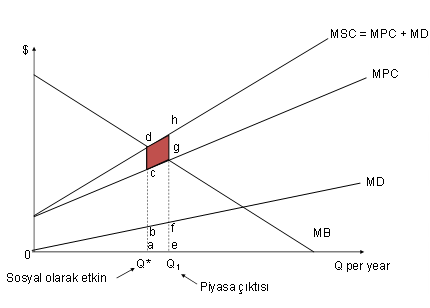 MSC = MPC + MD
$
MPC
h
d
g
c
MD
b
f
a
e
MB
0
Q*
Q1
Q per year
Sosyal olarak etkin
Piyasa çıktısı